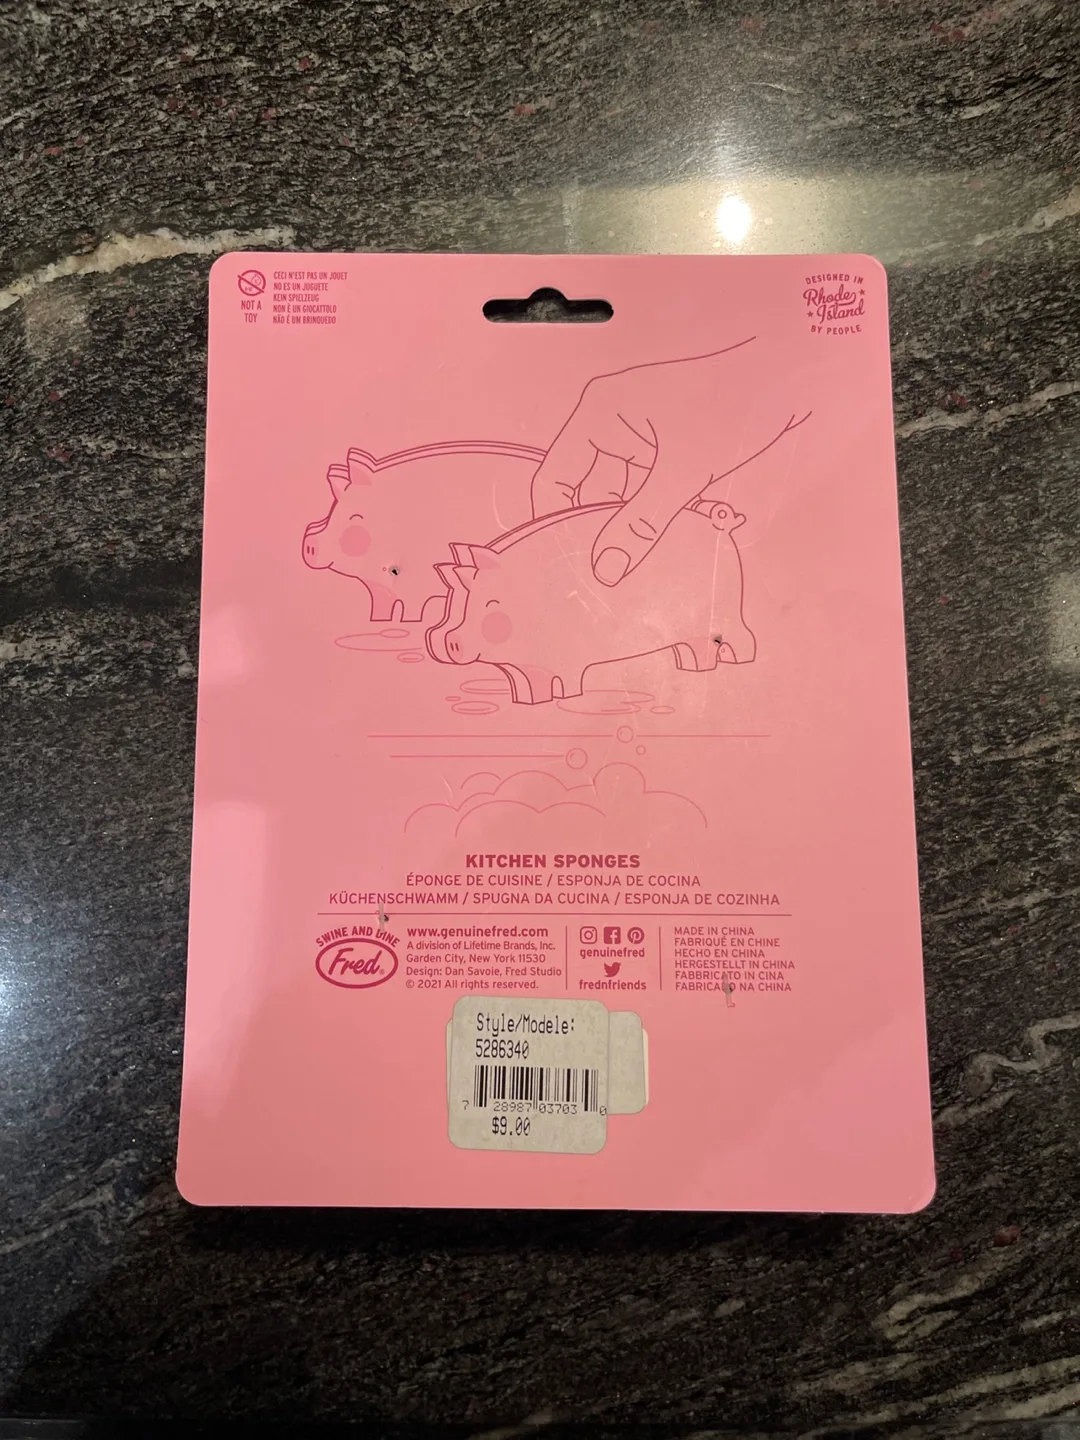 NOT A
TOY
CECI N'EST PAS UN JOUET
NO ES UN JUGUETE
KEIN SPIELZEUG
NON È UN GIOCATTOLO
NÃO É UM BRINQUEDO
DESIGNED IN
Rhode
Island
BY PEOPLE
KITCHEN SPONGES
ÉPONGE DE CUISINE / ESPONJA DE COCINA
KÜCHENSCHWAMM / SPUGNA DA CUCINA / ESPONJA DE COZINHA
SWINE AND DINE
Fred
www.genuinefred.com
A division of Lifetime Brands, Inc.
Garden City, New York 11530
Design: Dan Savoie, Fred Studio
© 2021 All rights reserved.
genuinefred
frednfriends
MADE IN CHINA
FABRIQUÉ EN CHINE
HECHO EN CHINA
HERGESTELLT IN CHINA
FABBRICATO IN CINA
FABRICADO NA CHINA
Style/Modele:
5286340
7 28987 03703 0
$9.00